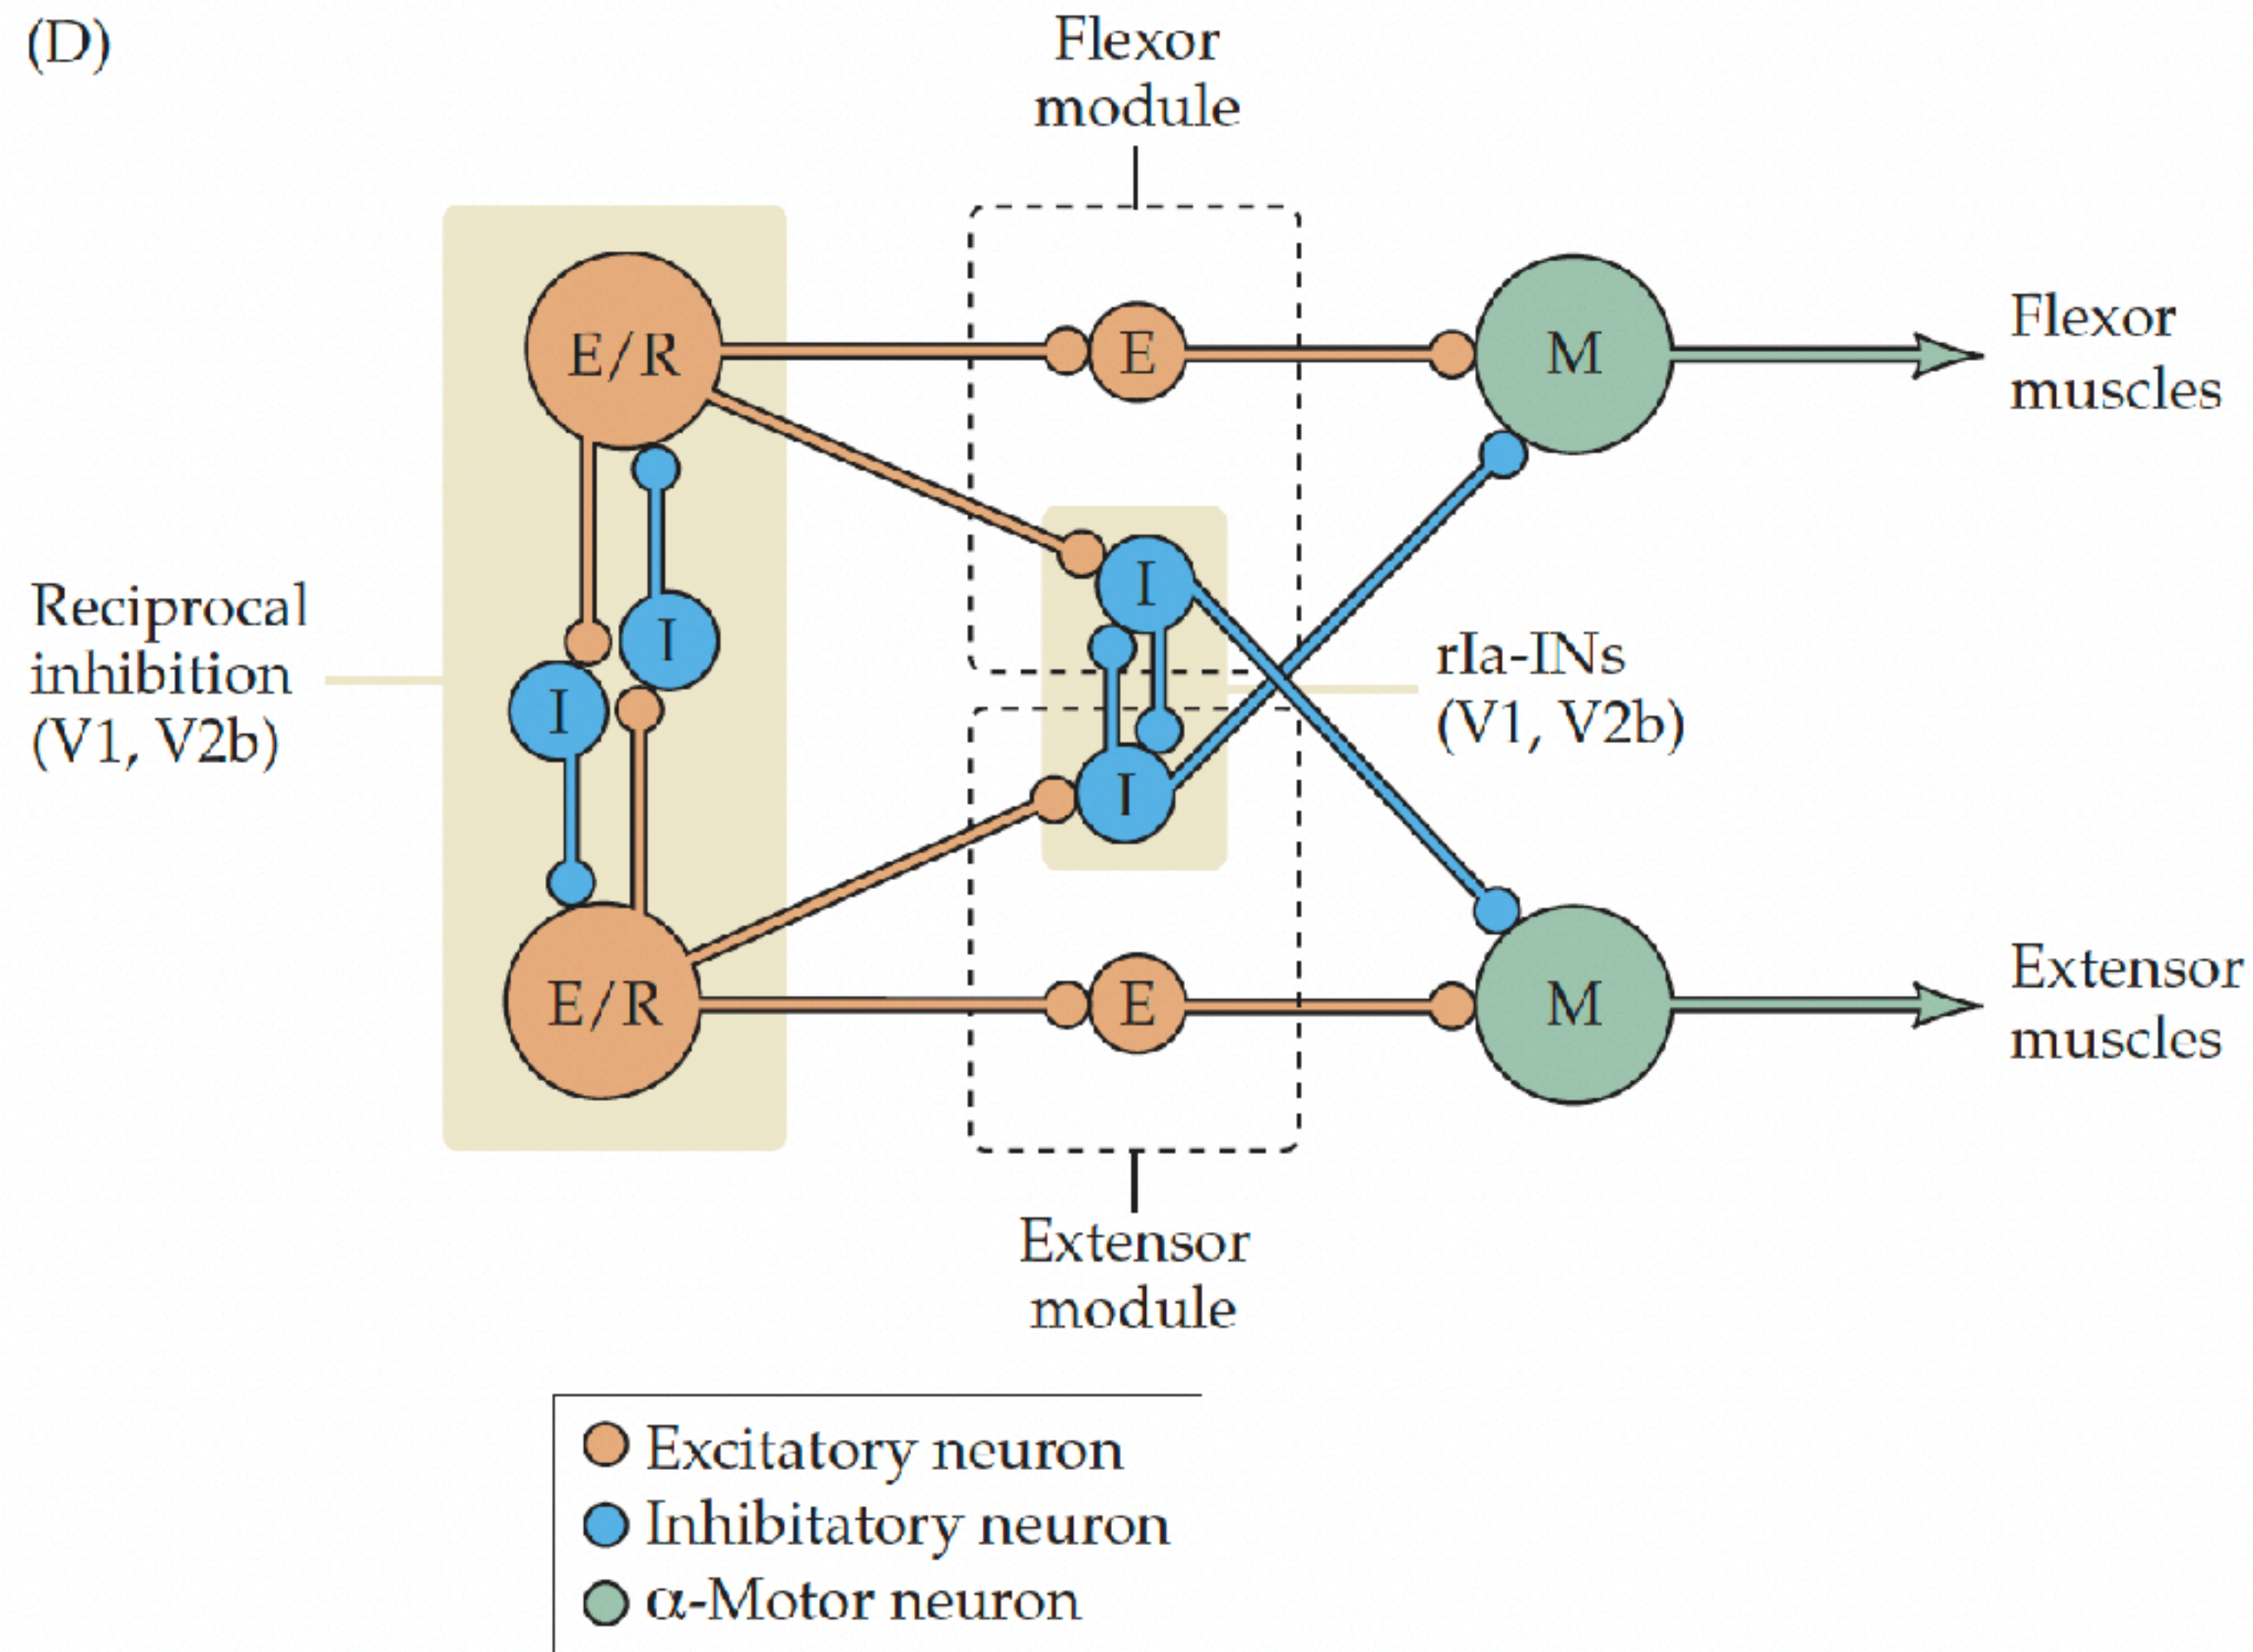 (D)
Flexor
module
E/R
E
M
Flexor
muscles
I
I
I
I
Reciprocal
inhibition
(V1, V2b)
rIa-INs
(V1, V2b)
E/R
E
M
Extensor
muscles
Extensor
module
Excitatory neuron
Inhibitatory neuron
α-Motor neuron